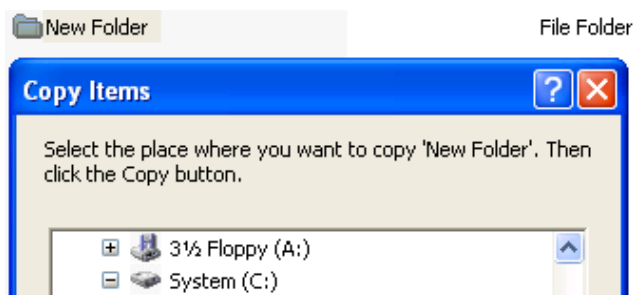 New Folder File Folder
Copy Items
Select the place where you want to copy 'New Folder'. Then
click the Copy button.
3½ Floppy (A:)
System (C:)